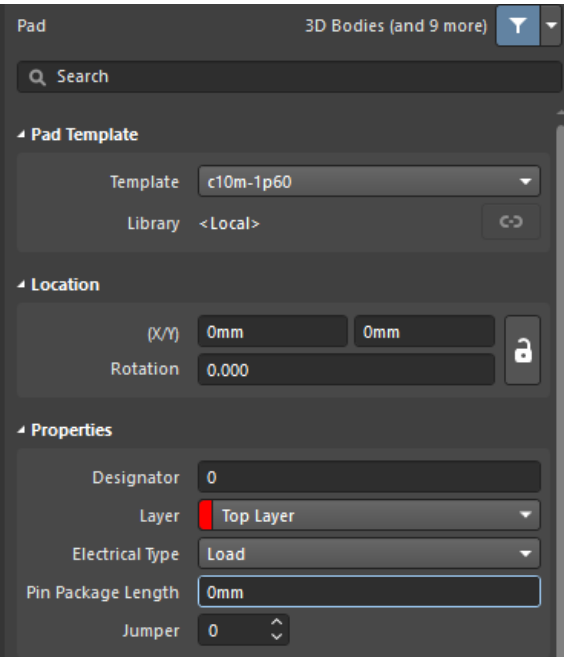 Pad 3D Bodies (and 9 more)
Search
Pad Template
Template c10m-1p60
Library <Local>
Location
(X/Y) 0mm 0mm
Rotation 0.000
Properties
Designator 0
Layer Top Layer
Electrical Type Load
Pin Package Length 0mm
Jumper 0